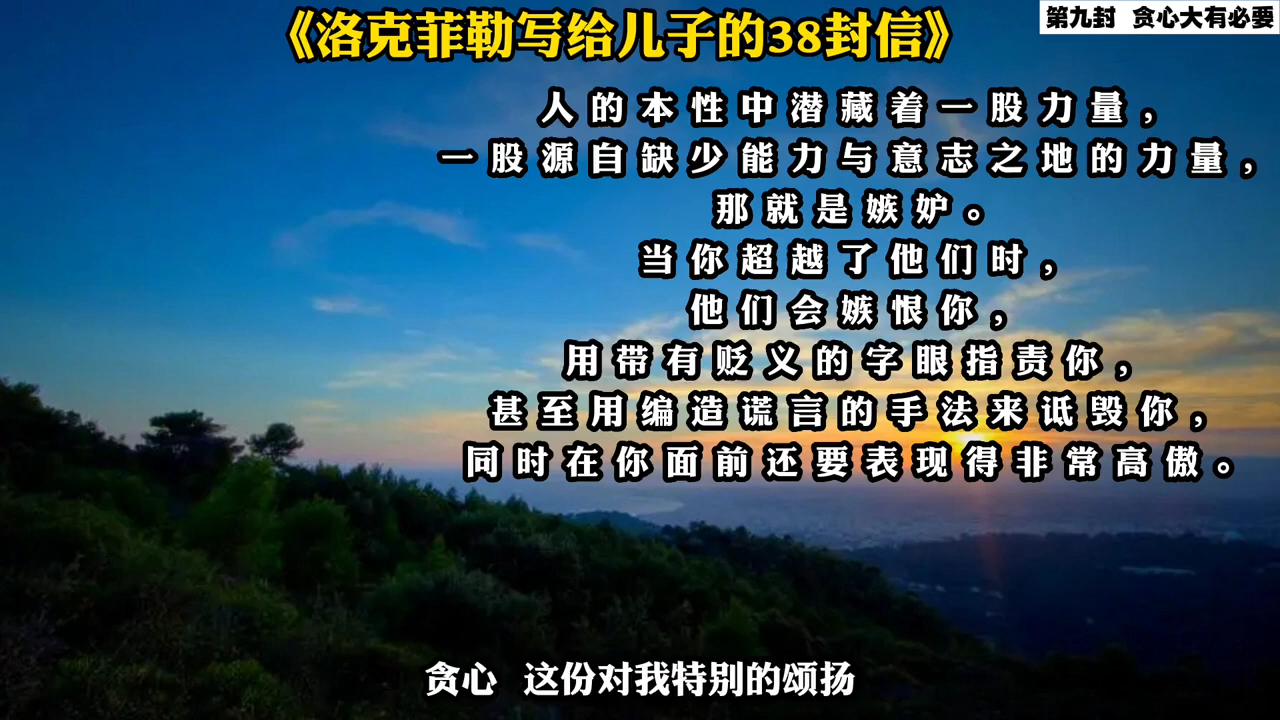 《洛克菲勒写给儿子的38封信》
第九封 贪心大有必要
人的本性中潜藏着一股力量，
一股源自缺少能力与意志之地的力量，
那就是嫉妒。
当你超越了他们时，
他们会嫉恨你，
用带有贬义的字眼指责你，
甚至用编造谎言的手法来诋毁你，
同时在你面前还要表现得非常高傲。
贪心 这份对我特别的颂扬